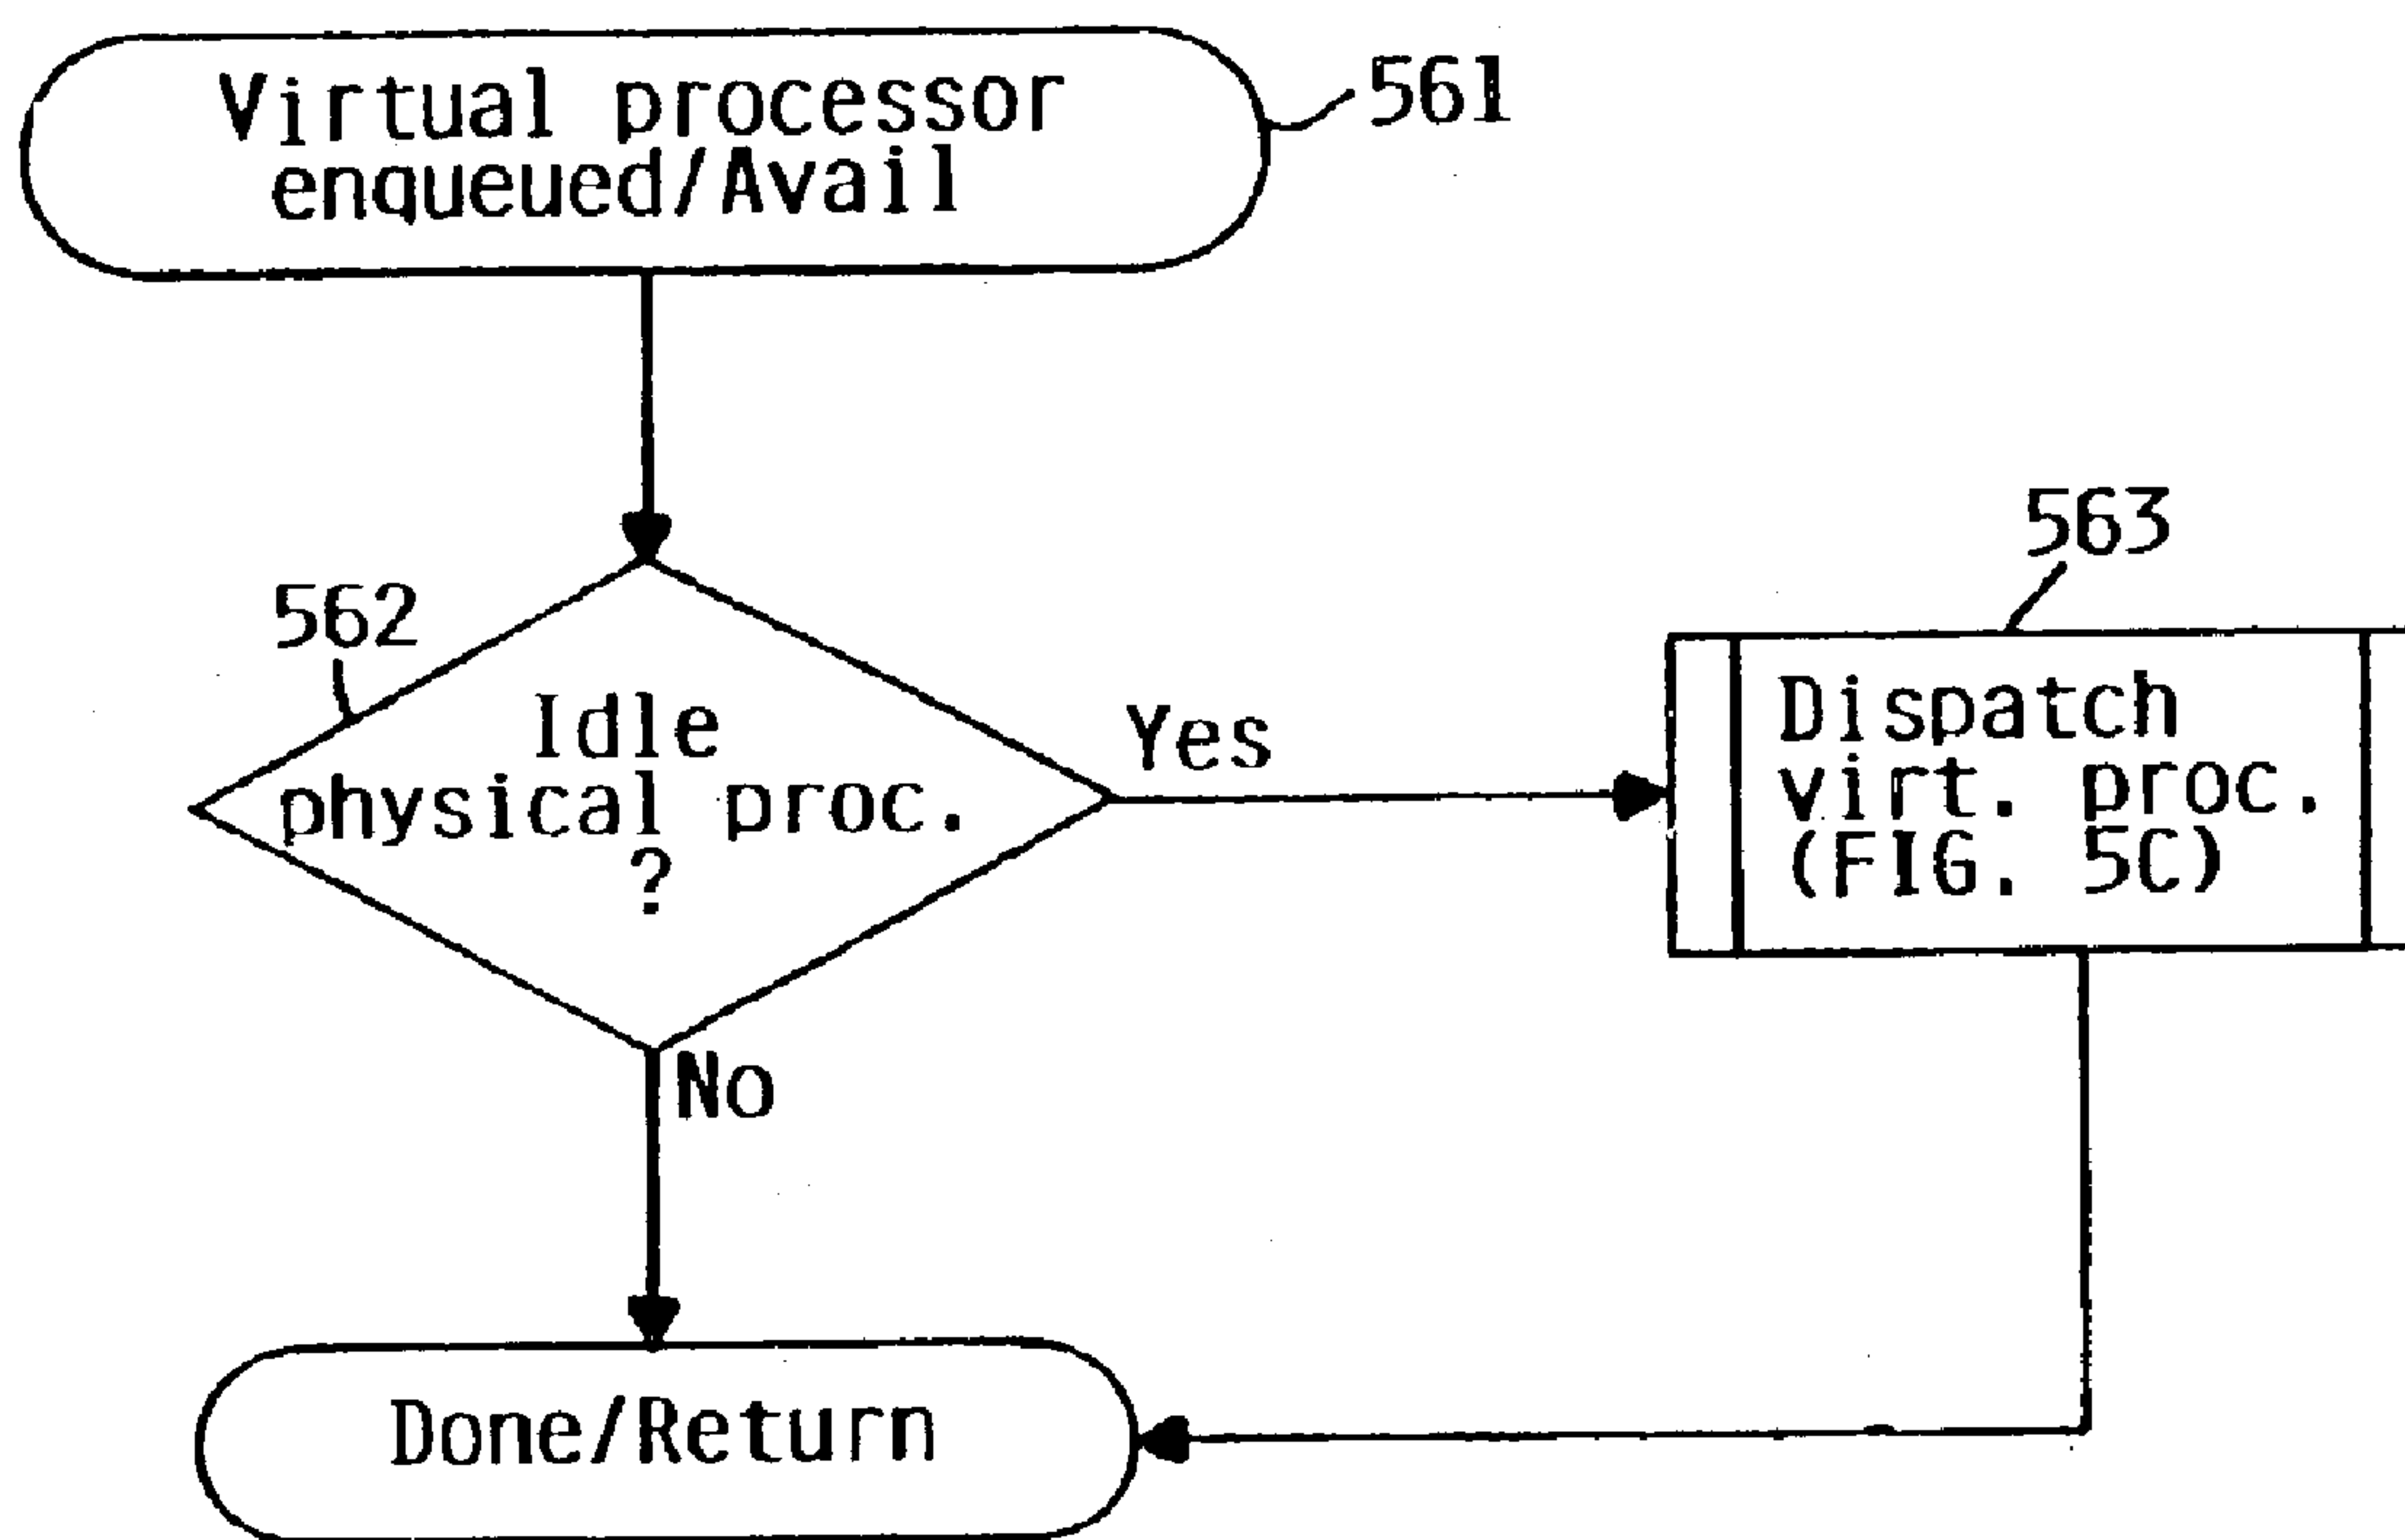 Virtual processor
enqueued/Avail
561
562
Idle
physical proc.
?
Yes
563
Dispatch
virt. proc.
(FIG. 5C)
No
Done/Return